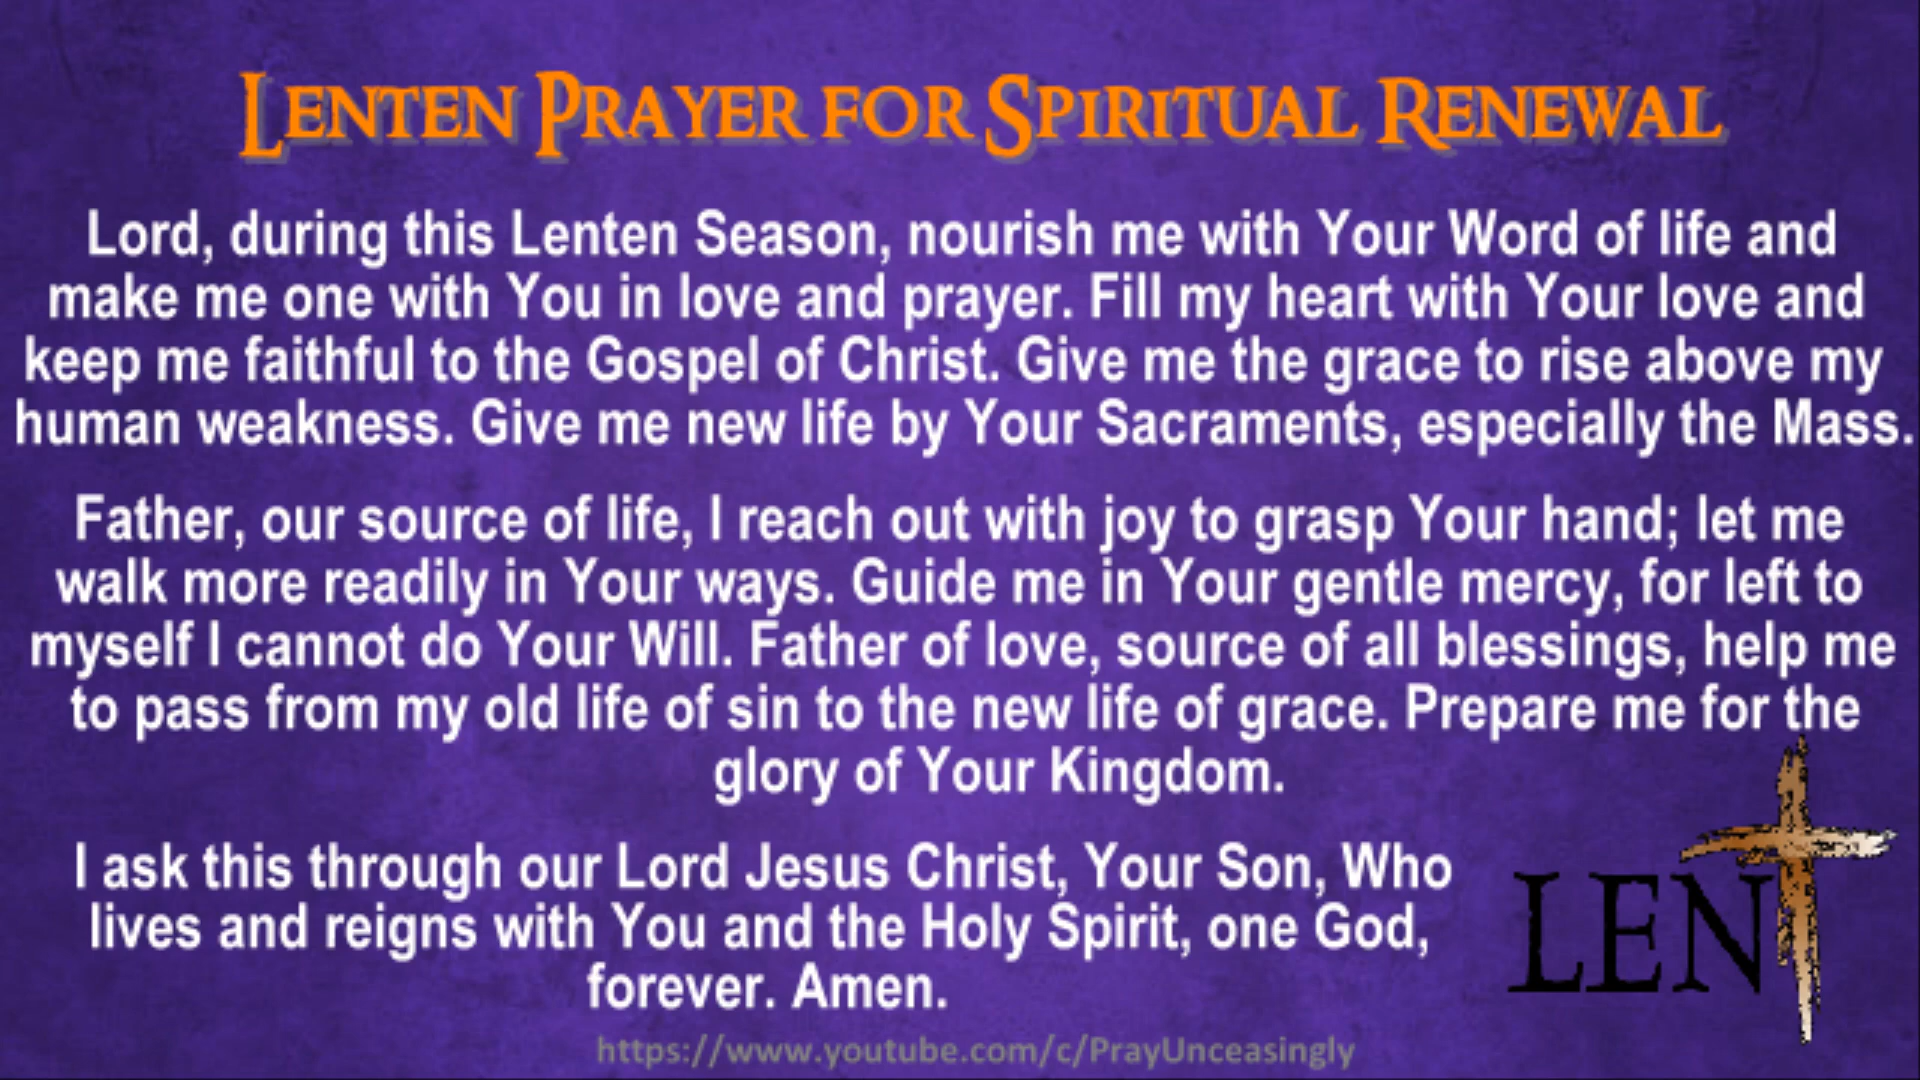 Lenten Prayer for Spiritual Renewal
Lord, during this Lenten Season, nourish me with Your Word of life and
make me one with You in love and prayer. Fill my heart with Your love and
keep me faithful to the Gospel of Christ. Give me the grace to rise above my
human weakness. Give me new life by Your Sacraments, especially the Mass.
Father, our source of life, I reach out with joy to grasp Your hand; let me
walk more readily in Your ways. Guide me in Your gentle mercy, for left to
myself I cannot do Your Will. Father of love, source of all blessings, help me
to pass from my old life of sin to the new life of grace. Prepare me for the
glory of Your Kingdom.
I ask this through our Lord Jesus Christ, Your Son, Who
lives and reigns with You and the Holy Spirit, one God,
forever. Amen.
LENT
https://www.youtube.com/c/PrayUnceasingly